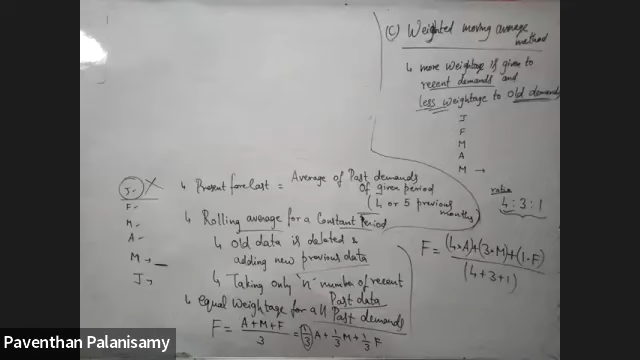 (C) Weighted moving average
method
↳ more weightage is given to
recent demands and
less weightage to old demands
J
F
M
A
M →
ratio
4 : 3 : 1
F = (4*A)+(3*M)+(1*F)
(4+3+1)
J- X
F-
M-
A-
M →
J →
↳ Present forecast = Average of Past demands
of given period
(4 or 5 previous
months)
↳ Rolling average for a Constant Period
↳ Old data is deleted &
adding new previous data
↳ Taking only 'n' number of recent
Past data
↳ equal weightage for all Past demands
F = A+M+F
3
= 1/3 A + 1/3 M + 1/3 F
Paventhan Palanisamy